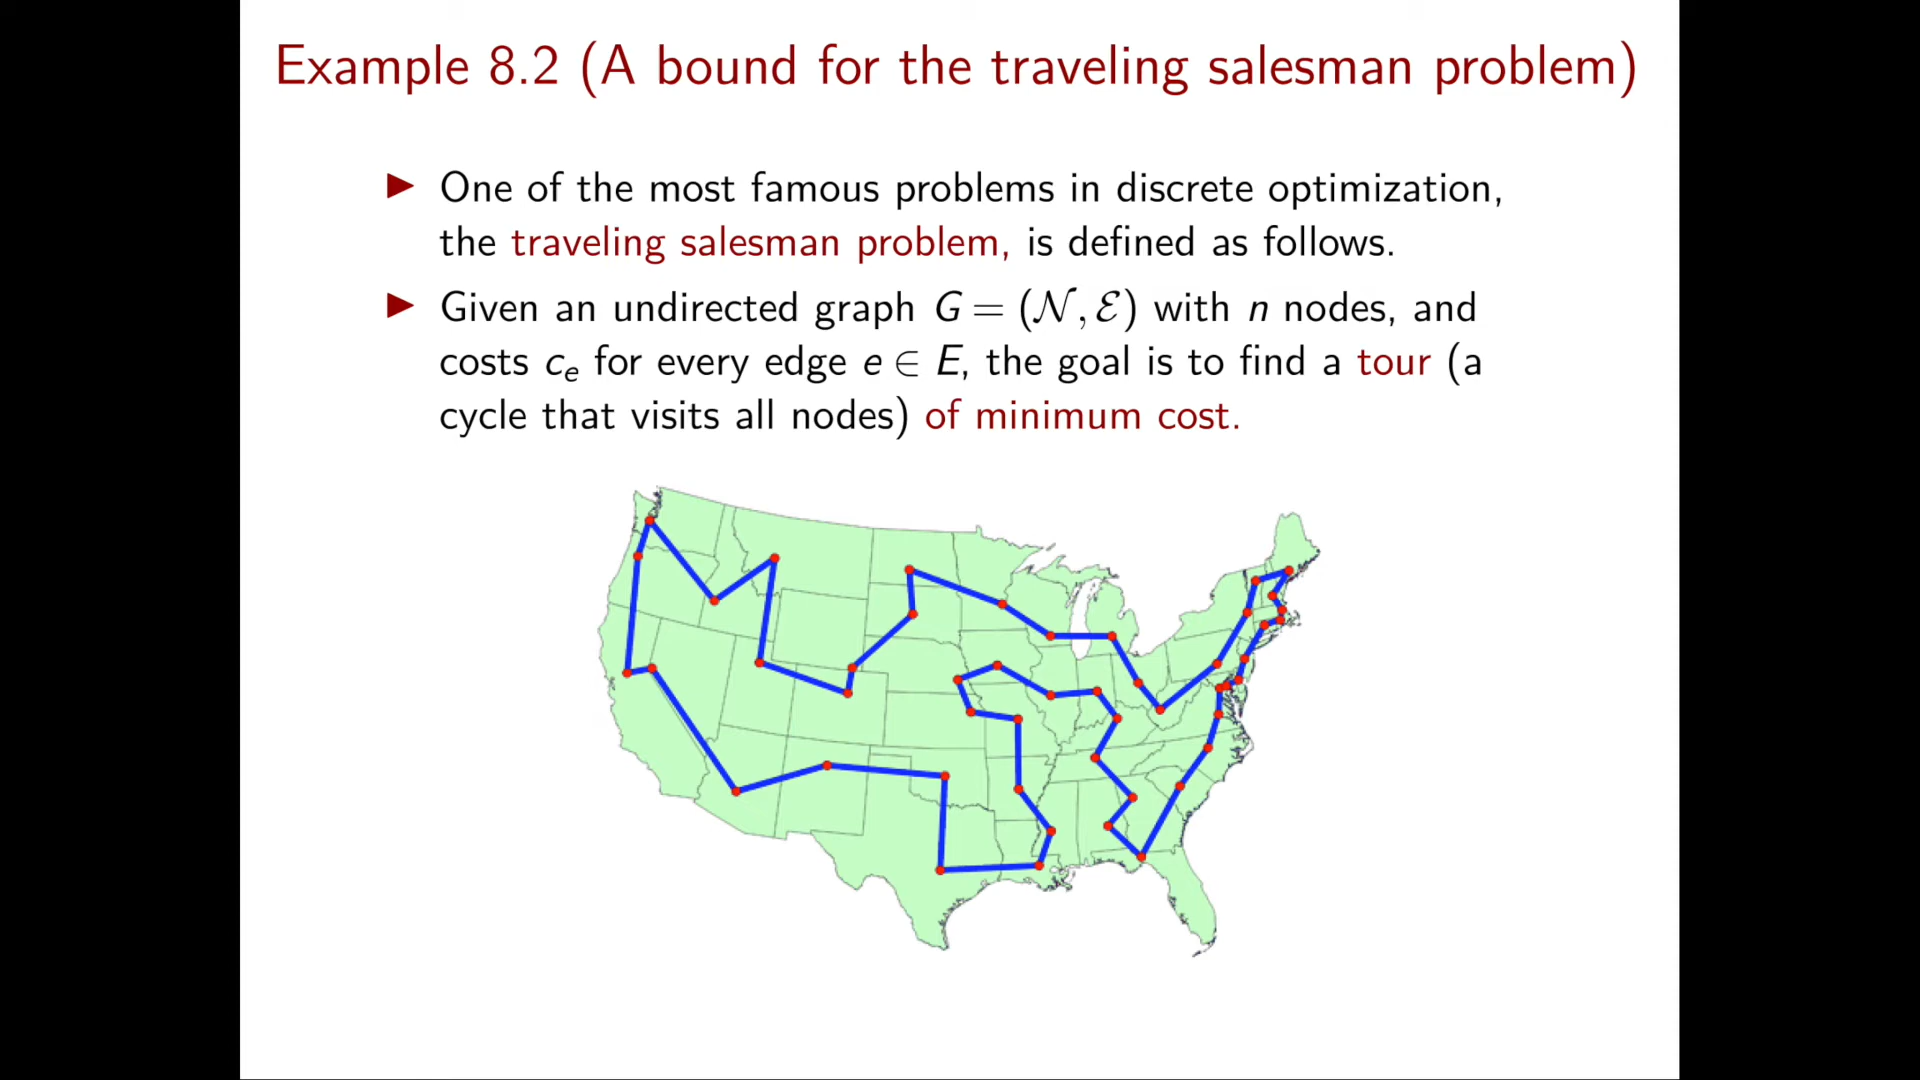 Example 8.2 (A bound for the traveling salesman problem)
▶ One of the most famous problems in discrete optimization,
the traveling salesman problem, is defined as follows.
▶ Given an undirected graph G = (𝒩, ℰ) with n nodes, and
costs cₑ for every edge e ∈ E, the goal is to find a tour (a
cycle that visits all nodes) of minimum cost.